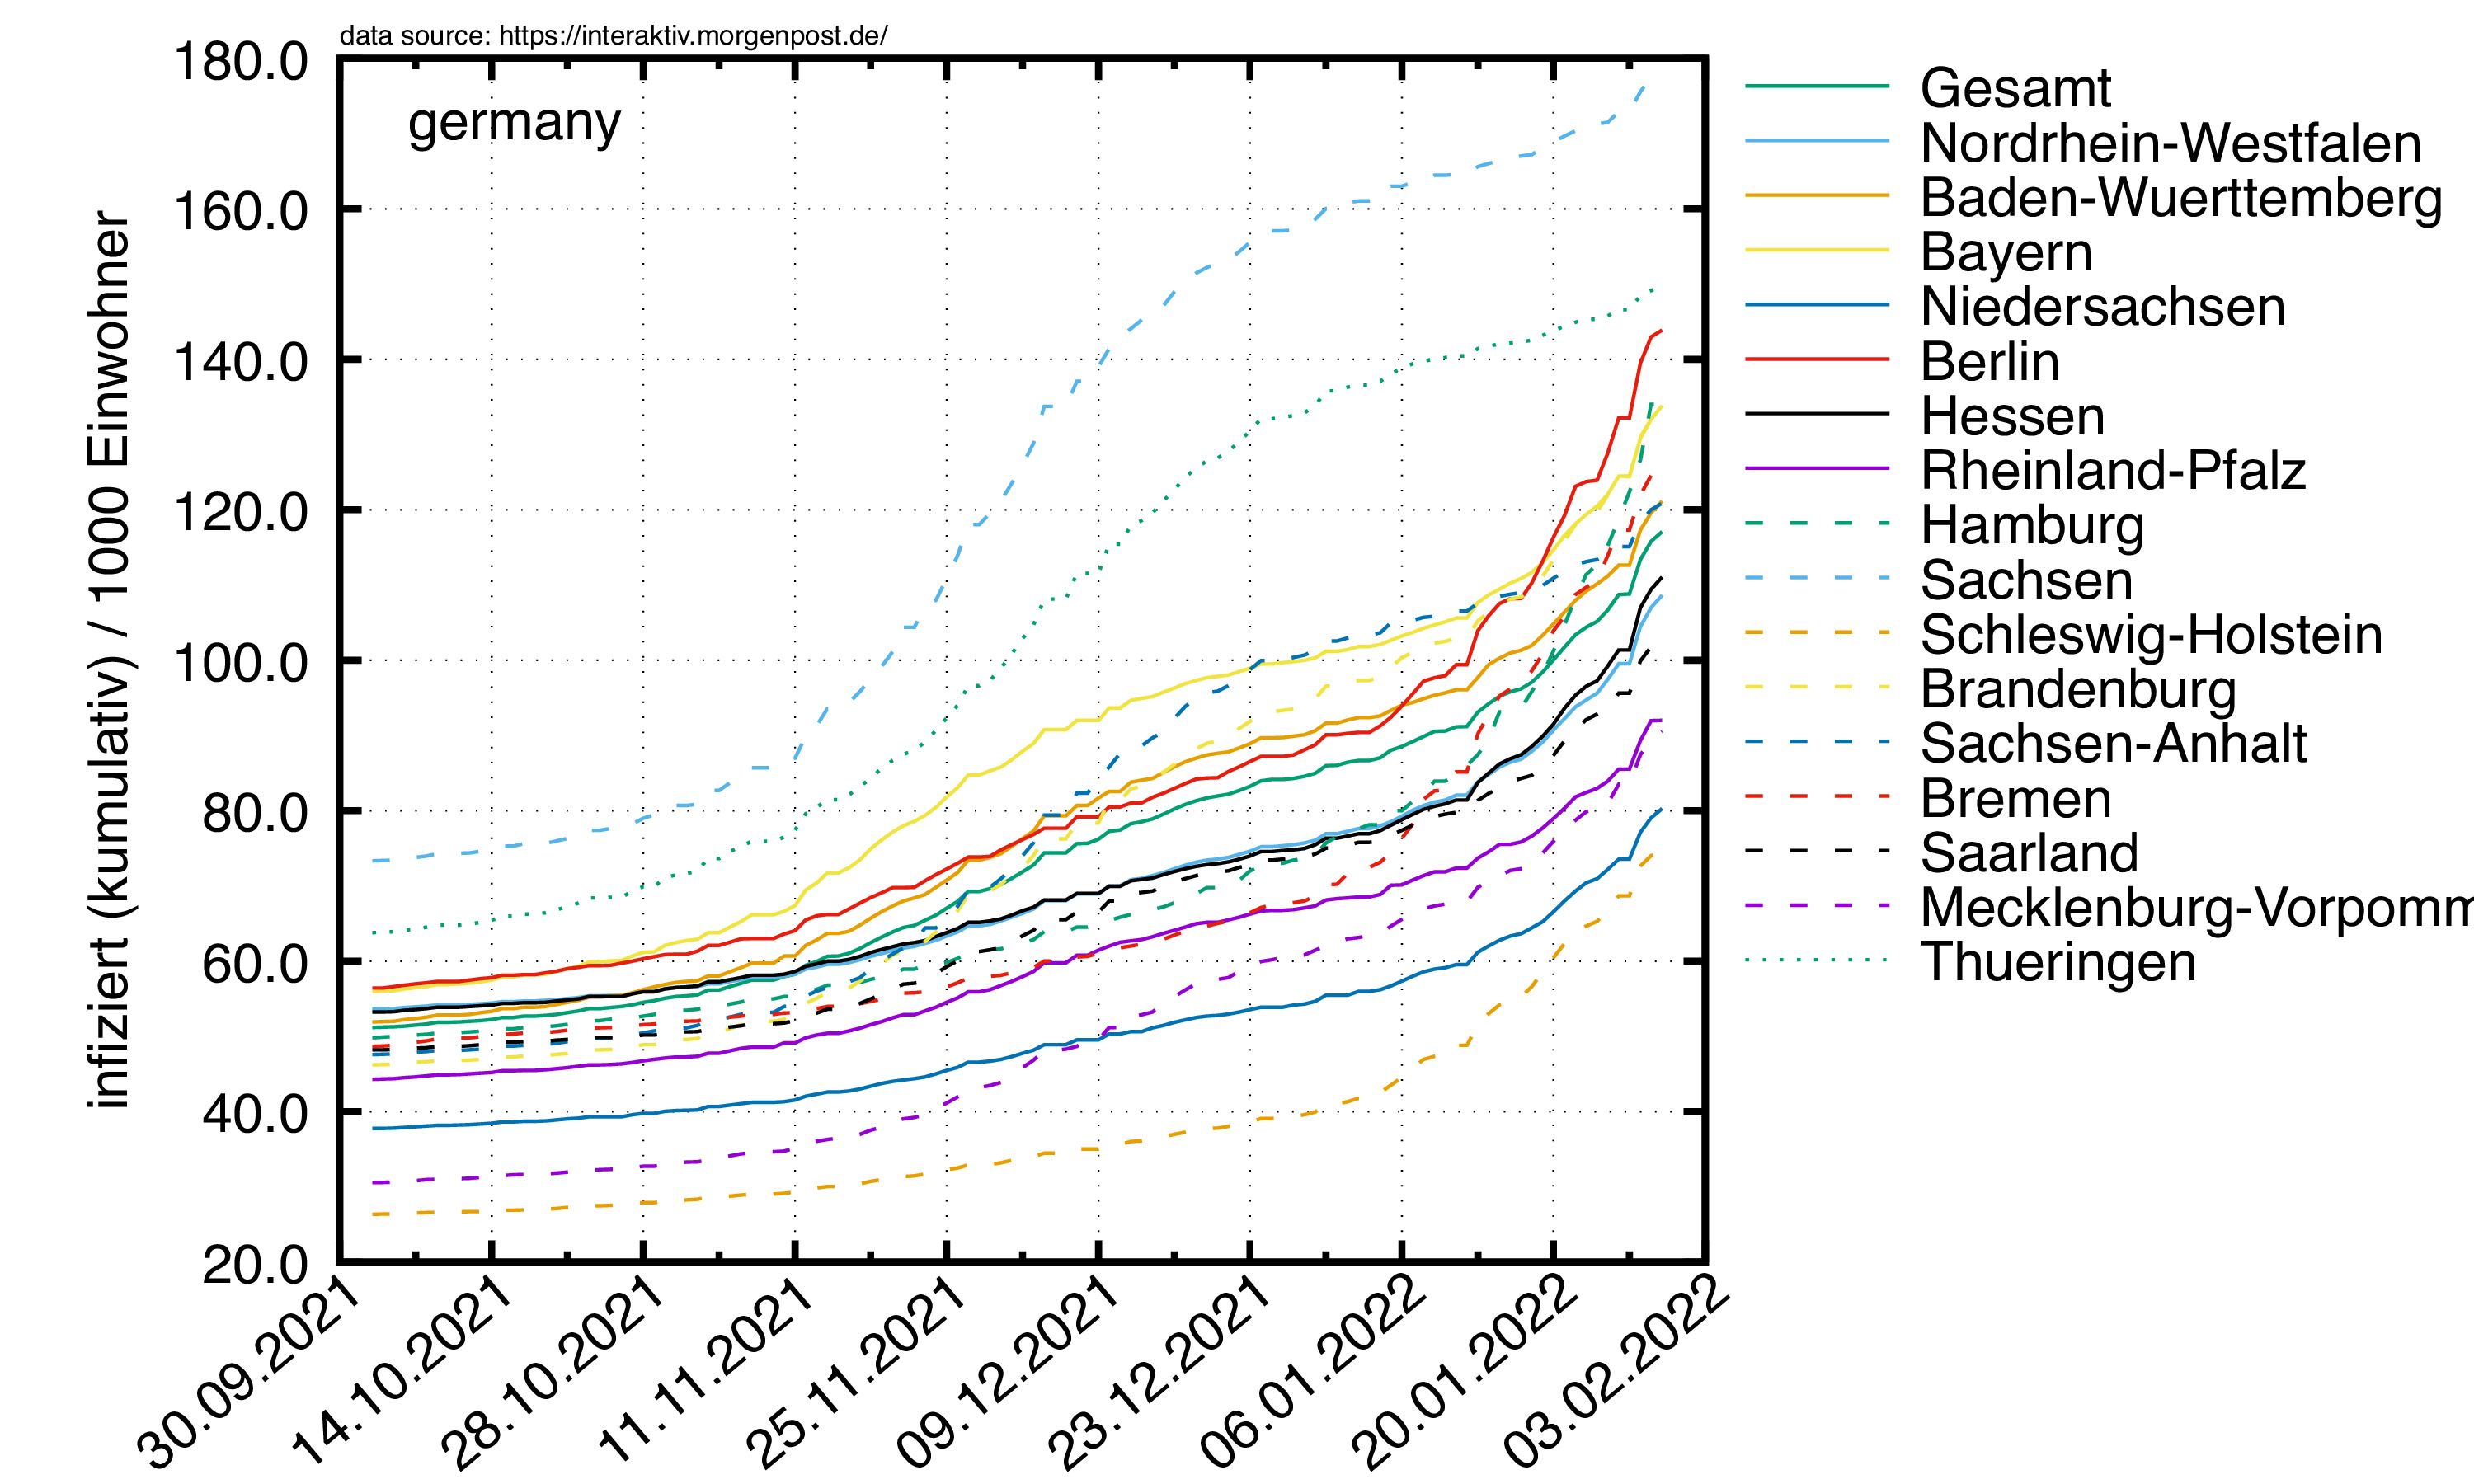 data source: https://interaktiv.morgenpost.de/
180.0
160.0
140.0
120.0
100.0
80.0
60.0
40.0
20.0
infiziert (kumulativ) / 1000 Einwohner
germany
30.09.2021
14.10.2021
28.10.2021
11.11.2021
25.11.2021
09.12.2021
23.12.2021
06.01.2022
20.01.2022
03.02.2022
Gesamt
Nordrhein-Westfalen
Baden-Wuerttemberg
Bayern
Niedersachsen
Berlin
Hessen
Rheinland-Pfalz
Hamburg
Sachsen
Schleswig-Holstein
Brandenburg
Sachsen-Anhalt
Bremen
Saarland
Mecklenburg-Vorpomm
Thueringen